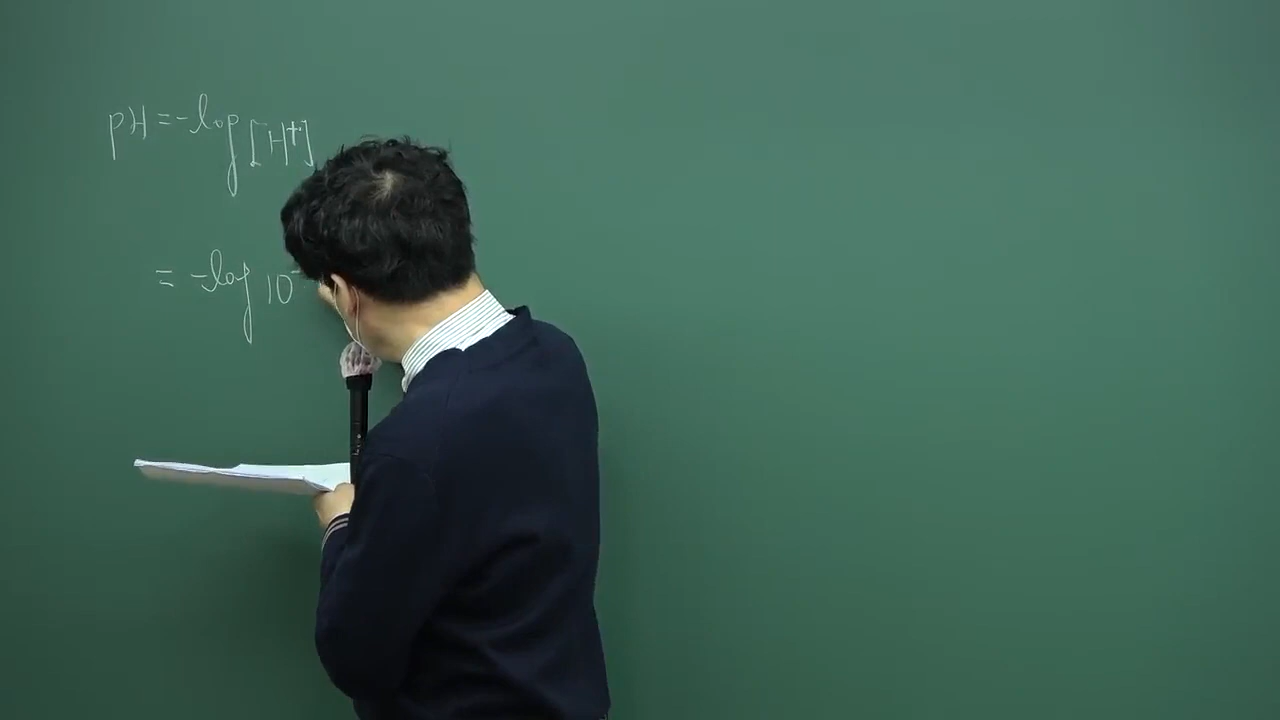 pH = -log [H⁺]
= -log 10⁻